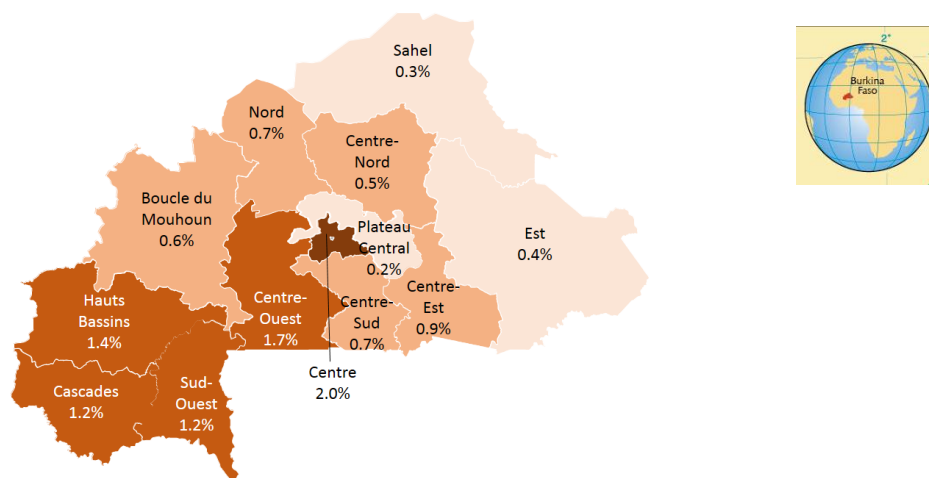 Sahel
0.3%
Nord
0.7%
Centre-
Nord
0.5%
Boucle du
Mouhoun
0.6%
Plateau
Central
0.2%
Est
0.4%
Hauts
Bassins
1.4%
Centre-
Ouest
1.7%
Centre-
Sud
0.7%
Centre-
Est
0.9%
Centre
2.0%
Cascades
1.2%
Sud-
Ouest
1.2%
2°
Burkina
Faso